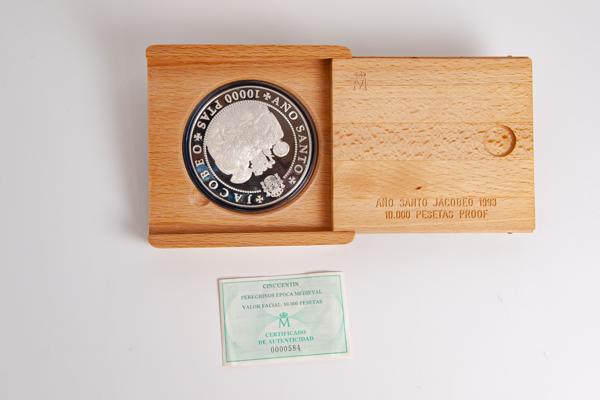 10000 PTAS ✠ AÑO SANTO ✠ JACOBEO ✠
M
AÑO SANTO JACOBEO 1993
10.000 PESETAS PROOF
CINCUENTIN
PEREGRINOS EPOCA MEDIEVAL
VALOR FACIAL: 10.000 PESETAS
M
CERTIFICADO
DE AUTENTICIDAD
0000584